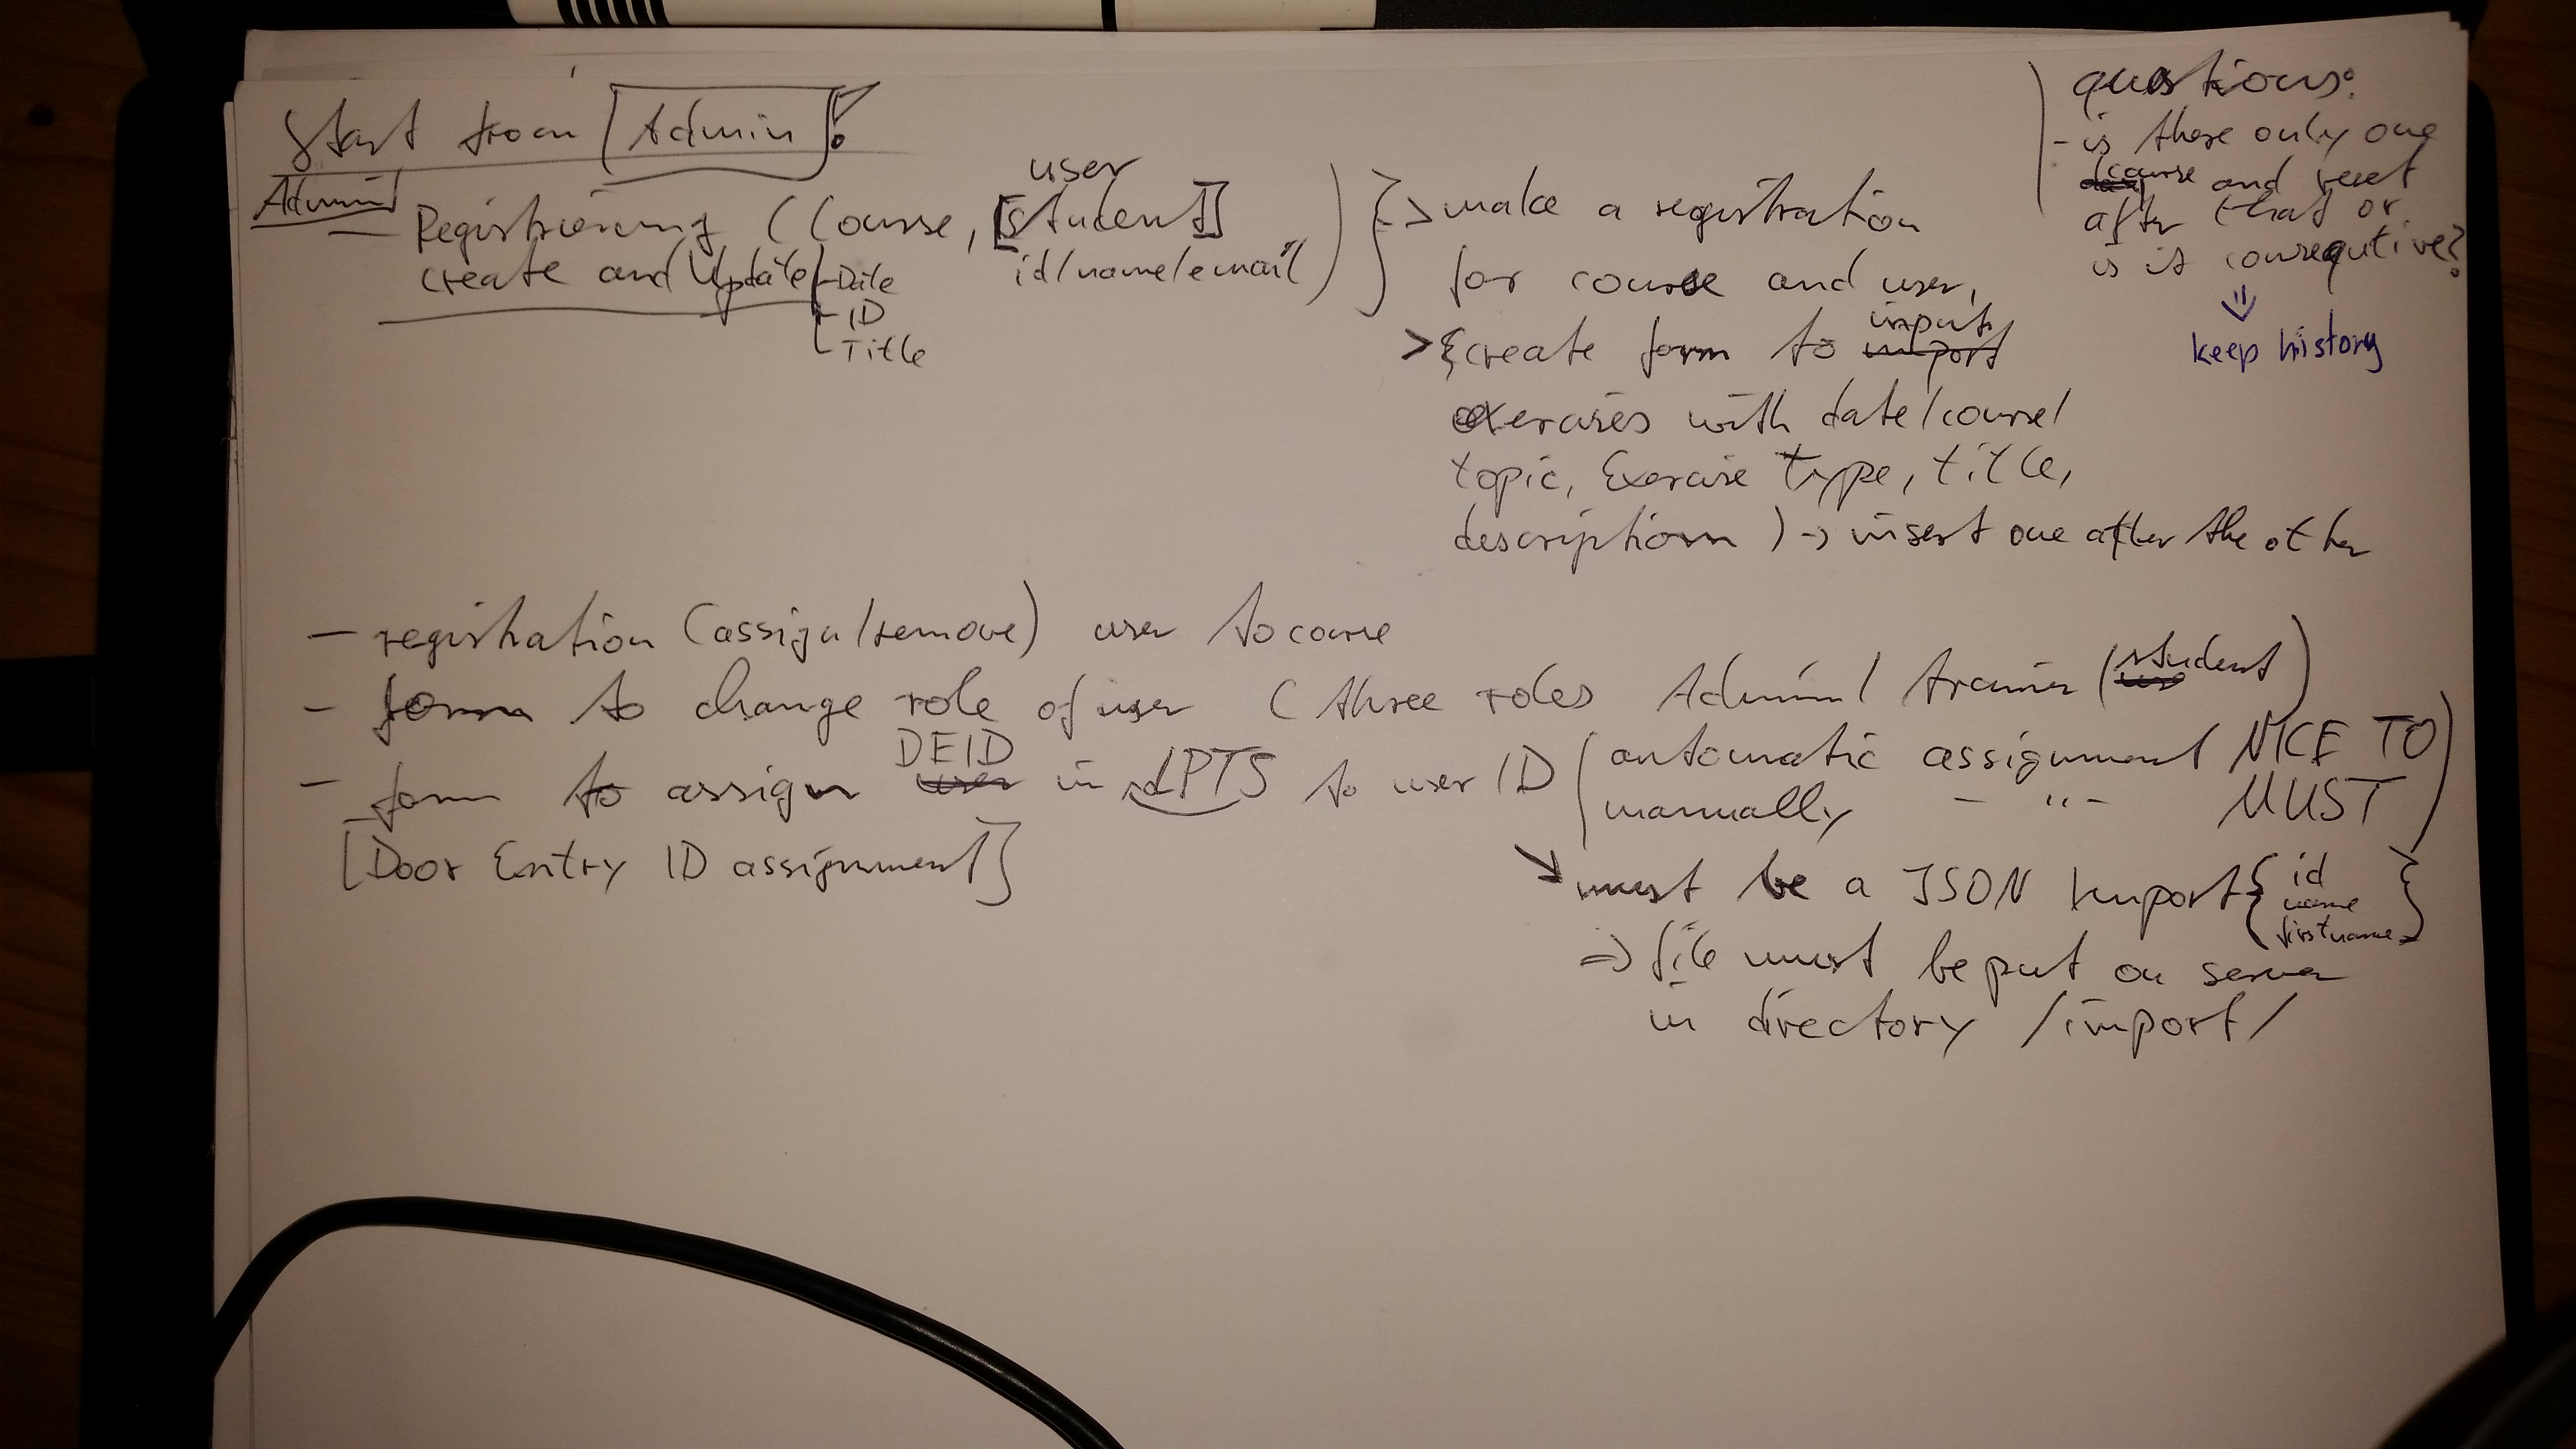 Start from [Admin]!
Admin
- Registriering (Course, [student]
user
id/name/email)
create and Update
- Date
- ID
- Title
> make a registration
for course and user,
> {create form to input
import
exercises with date/course/
topic, Exercise type, title,
description) -> insert one after the other
questions:
- is there only one
course and reset
after that or
is it consequtive?
⇓
keep history
- registration (assign/remove) user to course
- form to change role of user (three roles Admin/trainer/student)
- form to assign DEID in LPTS to user ID (automatic assignment NICE TO
user
manually - " - MUST)
[Door Entry ID assignment]
must be a JSON Import { id
name
firstname }
=> file must be put on server
in directory /import/